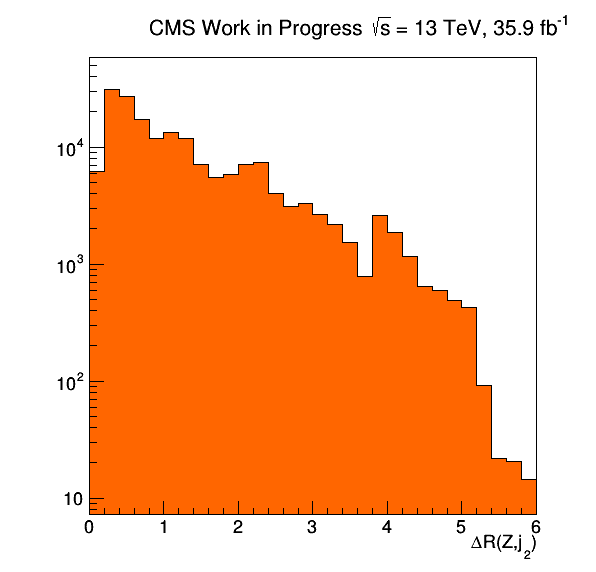 CMS Work in Progress √s = 13 TeV, 35.9 fb⁻¹
10⁴
10³
10²
10
0 1 2 3 4 5 6
ΔR(Z,j₂)